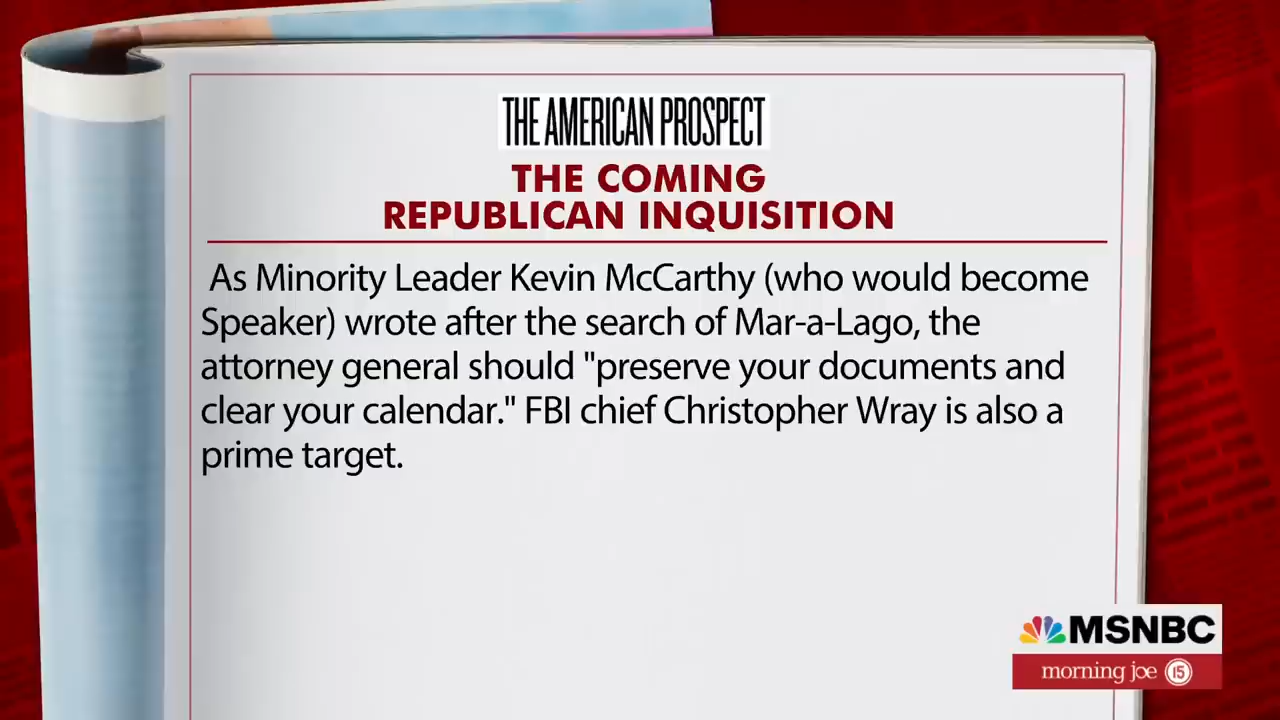 THE AMERICAN PROSPECT
THE COMING
REPUBLICAN INQUISITION
As Minority Leader Kevin McCarthy (who would become
Speaker) wrote after the search of Mar-a-Lago, the
attorney general should "preserve your documents and
clear your calendar." FBI chief Christopher Wray is also a
prime target.
MSNBC
morning joe 15